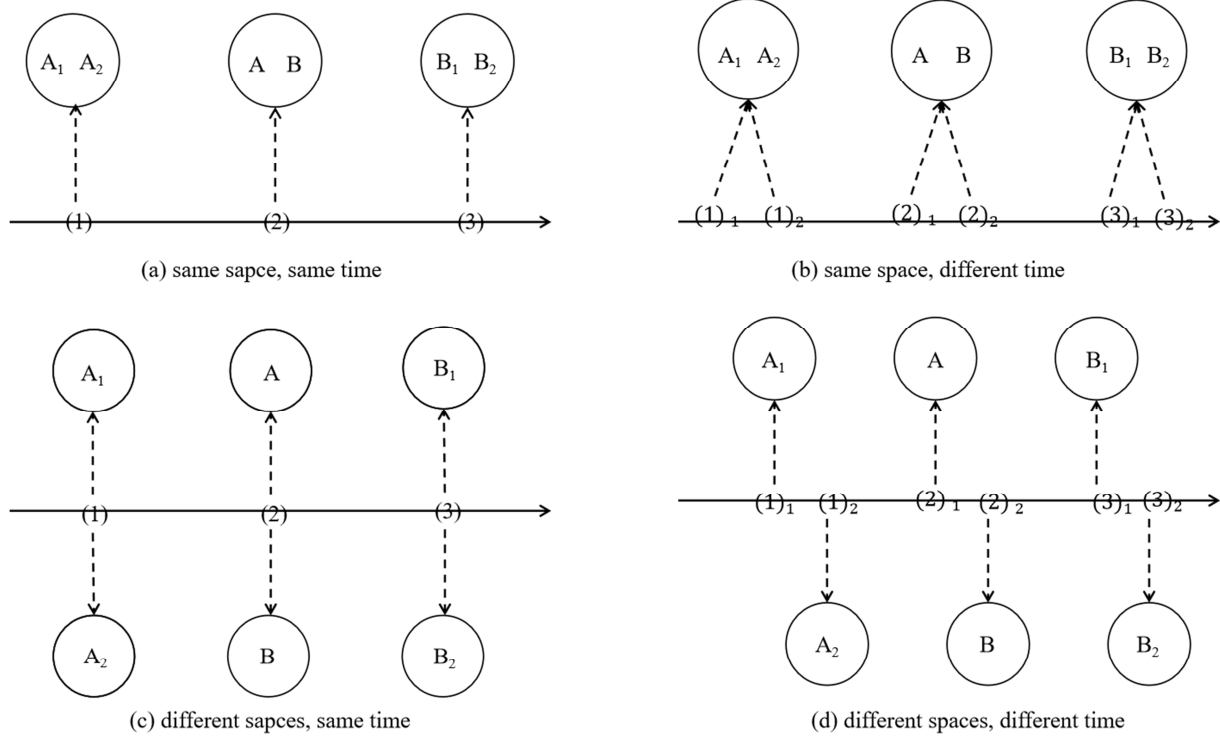 A₁ A₂ A B B₁ B₂
(1) (2) (3)
(a) same sapce, same time
A₁ A₂ A B B₁ B₂
(1)₁ (1)₂ (2)₁ (2)₂ (3)₁ (3)₂
(b) same space, different time
A₁ A B₁
(1) (2) (3)
A₂ B B₂
(c) different sapces, same time
A₁ A B₁
(1)₁ (1)₂ (2)₁ (2)₂ (3)₁ (3)₂
A₂ B B₂
(d) different spaces, different time